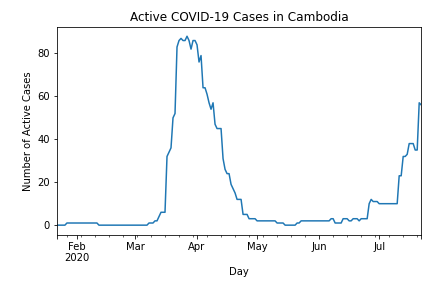 Active COVID-19 Cases in Cambodia
Number of Active Cases
80
60
40
20
0
Feb
2020
Mar
Apr
May
Jun
Jul
Day